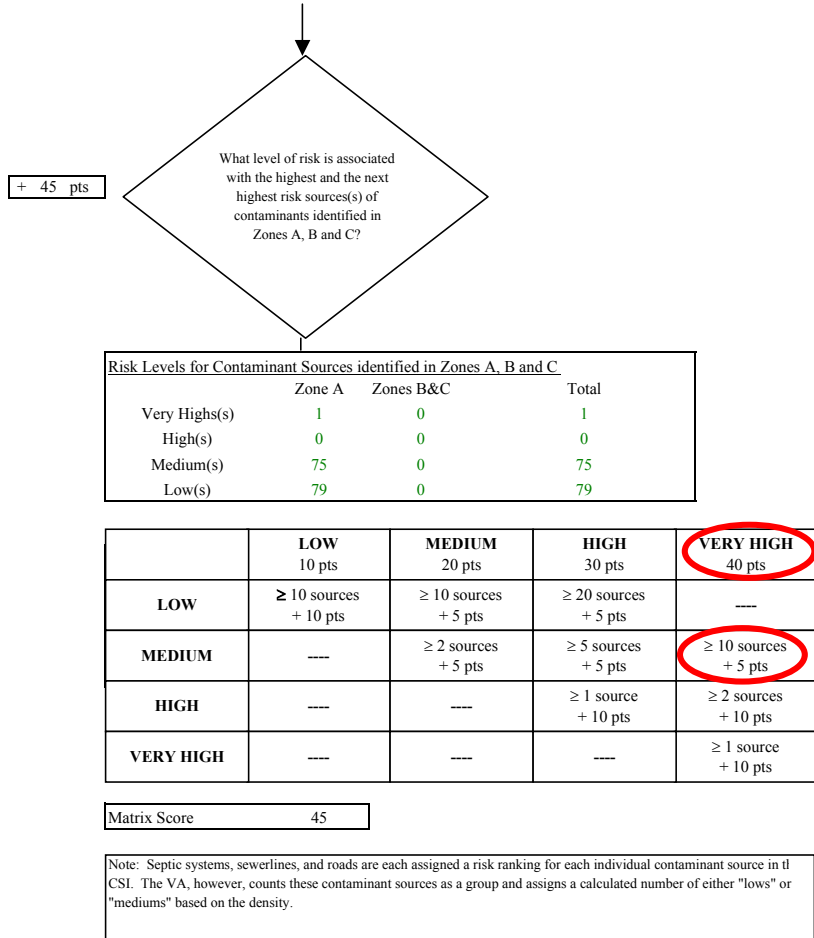 What level of risk is associated
with the highest and the next
highest risk sources(s) of
contaminants identified in
Zones A, B and C?
+ 45 pts
Risk Levels for Contaminant Sources identified in Zones A, B and C
Zone A Zones B&C Total
Very Highs(s) 1 0 1
High(s) 0 0 0
Medium(s) 75 0 75
Low(s) 79 0 79
LOW MEDIUM HIGH VERY HIGH
10 pts 20 pts 30 pts 40 pts
LOW ≥ 10 sources + 10 pts ≥ 10 sources + 5 pts ≥ 20 sources + 5 pts ----
MEDIUM ---- ≥ 2 sources + 5 pts ≥ 5 sources + 5 pts ≥ 10 sources + 5 pts
HIGH ---- ---- ≥ 1 source + 10 pts ≥ 2 sources + 10 pts
VERY HIGH ---- ---- ---- ≥ 1 source + 10 pts
Matrix Score 45
Note: Septic systems, sewerlines, and roads are each assigned a risk ranking for each individual contaminant source in
CSI. The VA, however, counts these contaminant sources as a group and assigns a calculated number of either "lows" or
"mediums" based on the density.